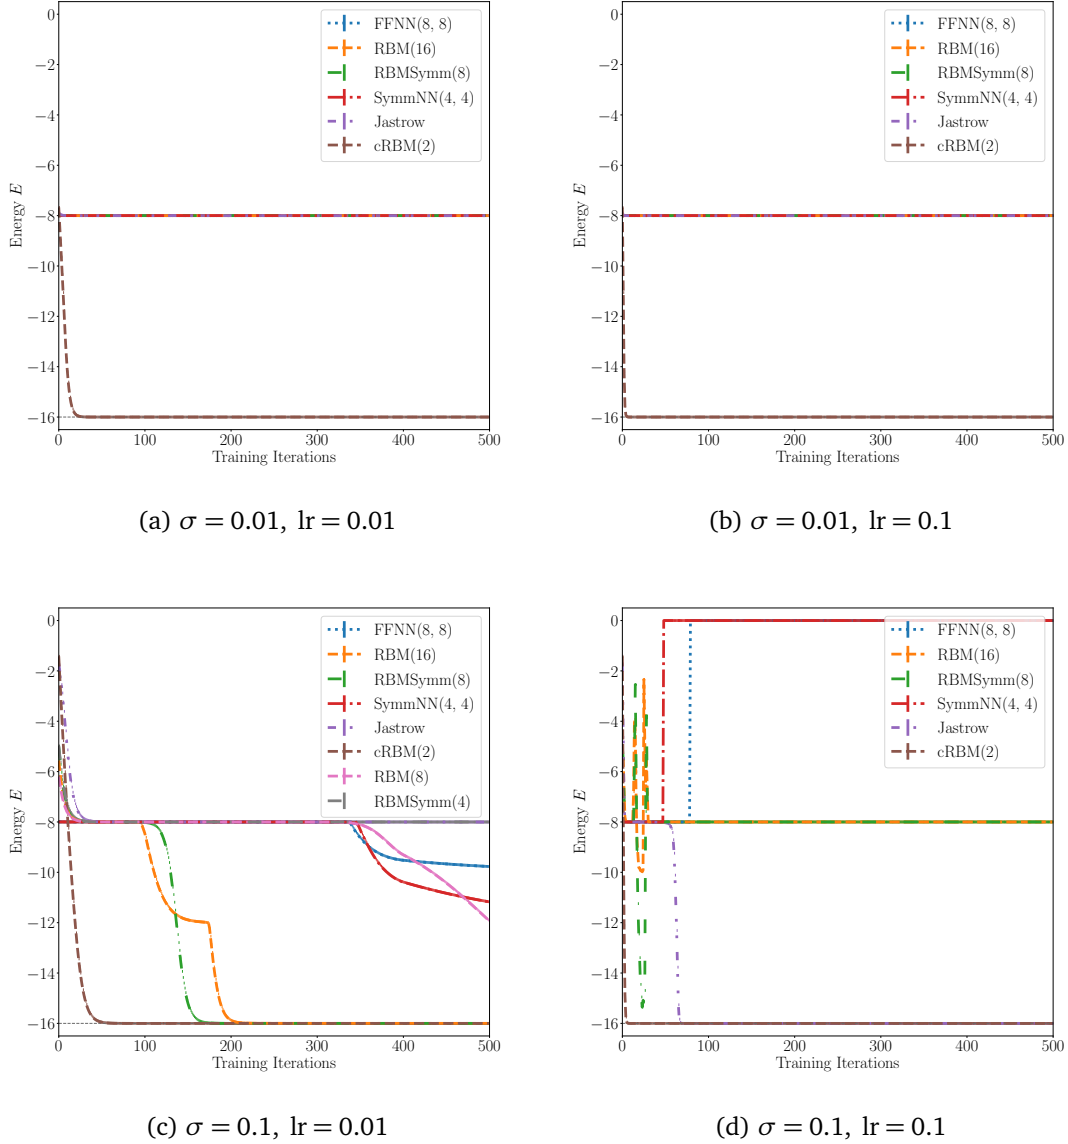 0
−2
−4
−6
−8
−10
−12
−14
−16
Energy E
0
100
200
300
400
500
Training Iterations
FFNN(8, 8)
RBM(16)
RBMSymm(8)
SymmNN(4, 4)
Jastrow
cRBM(2)
(a) σ = 0.01, lr = 0.01
0
−2
−4
−6
−8
−10
−12
−14
−16
Energy E
0
100
200
300
400
500
Training Iterations
FFNN(8, 8)
RBM(16)
RBMSymm(8)
SymmNN(4, 4)
Jastrow
cRBM(2)
(b) σ = 0.01, lr = 0.1
0
−2
−4
−6
−8
−10
−12
−14
−16
Energy E
0
100
200
300
400
500
Training Iterations
FFNN(8, 8)
RBM(16)
RBMSymm(8)
SymmNN(4, 4)
Jastrow
cRBM(2)
RBM(8)
RBMSymm(4)
(c) σ = 0.1, lr = 0.01
0
−2
−4
−6
−8
−10
−12
−14
−16
Energy E
0
100
200
300
400
500
Training Iterations
FFNN(8, 8)
RBM(16)
RBMSymm(8)
SymmNN(4, 4)
Jastrow
cRBM(2)
(d) σ = 0.1, lr = 0.1